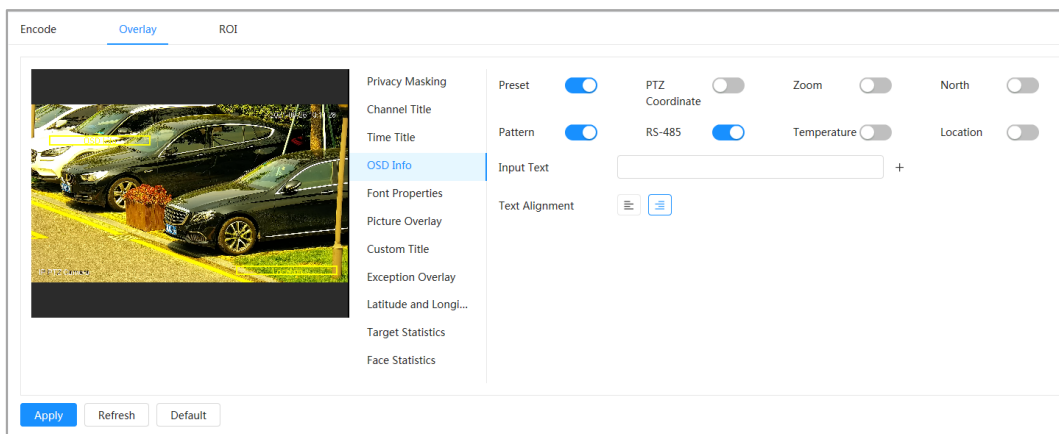 Encode
Overlay
ROI
Privacy Masking
Channel Title
Time Title
OSD Info
Font Properties
Picture Overlay
Custom Title
Exception Overlay
Latitude and Longi...
Target Statistics
Face Statistics
Preset
PTZ
Coordinate
Zoom
North
Pattern
RS-485
Temperature
Location
Input Text
+
Text Alignment
Apply
Refresh
Default